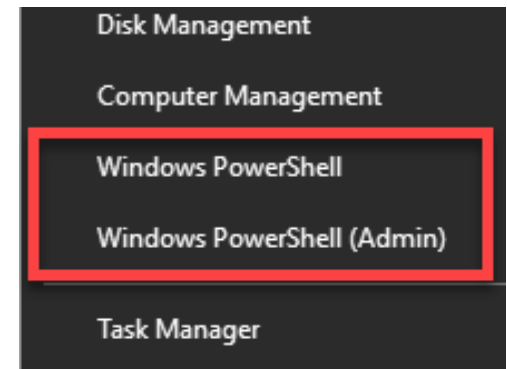 Disk Management
Computer Management
Windows PowerShell
Windows PowerShell (Admin)
Task Manager